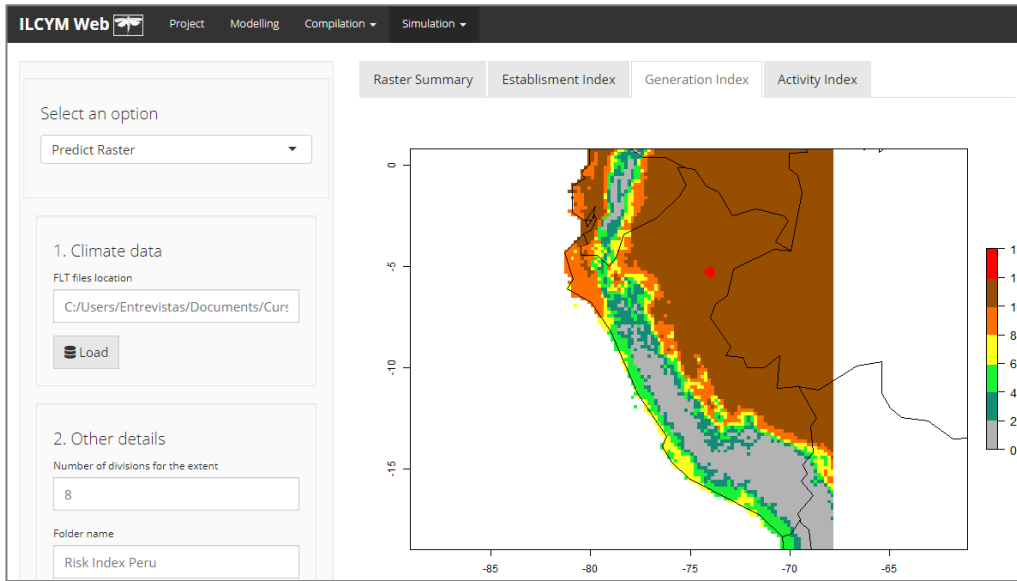 ILCYM Web Project Modelling Compilation Simulation
Select an option
Predict Raster
1. Climate data
FLT files location
C:/Users/Entrevistas/Documents/Curs
Load
2. Other details
Number of divisions for the extent
8
Folder name
Risk Index Peru
Raster Summary Establisment Index Generation Index Activity Index
0
-5
-10
-15
-85 -80 -75 -70 -65
1
1
1
8
6
4
2
0